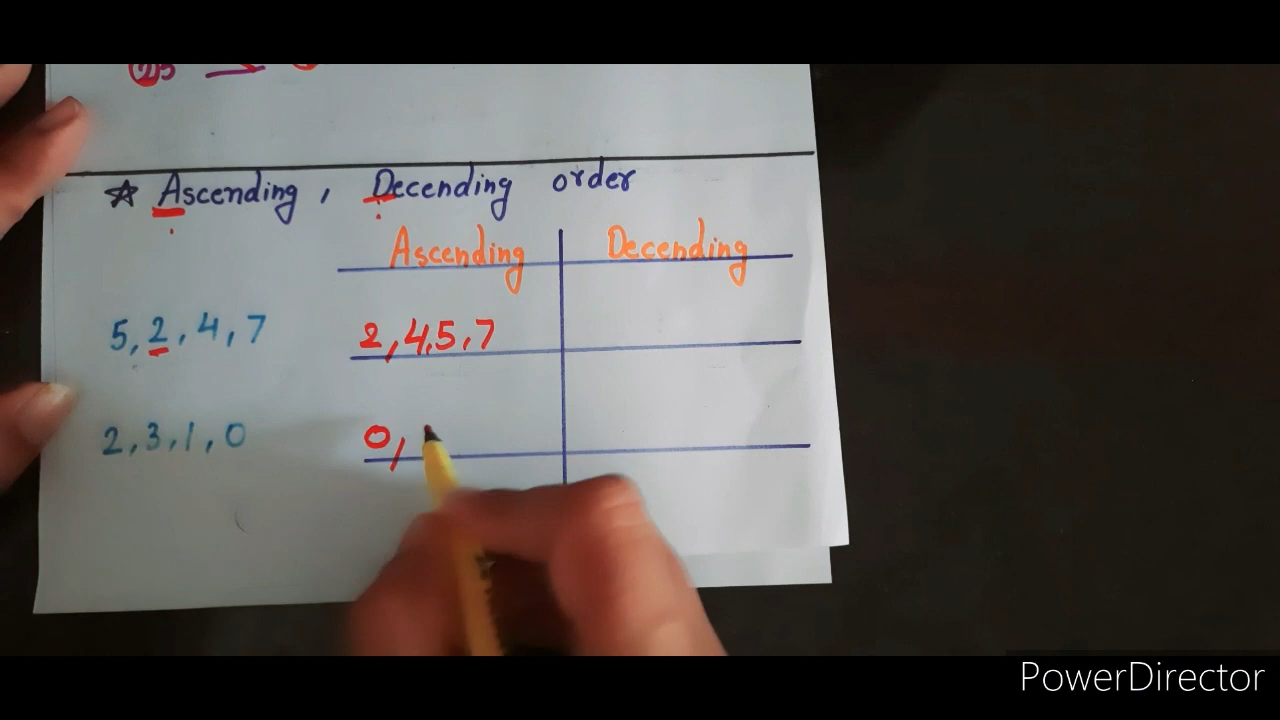 ☆ Ascending, Decending order
Ascending Decending
5, 2, 4, 7 2, 4, 5, 7
2, 3, 1, 0 0,
PowerDirector